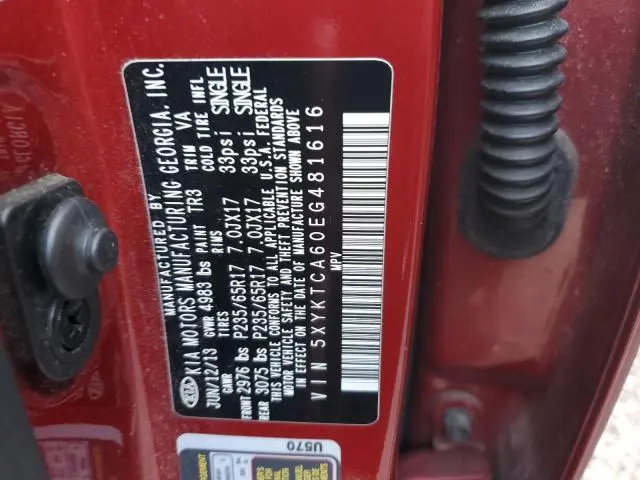 MANUFACTURED BY
KIA MOTORS MANUFACTURING GEORGIA, INC.
JUN/12/13 GVWR 4983 lbs PAINT TR3 TRIM VA
GAWR TIRES RIMS COLD TIRE INFL
FRONT 2976 lbs P235/65R17 7.0JX17 33psi SINGLE
REAR 3075 lbs P235/65R17 7.0JX17 33psi SINGLE
THIS VEHICLE CONFORMS TO ALL APPLICABLE U.S.A. FEDERAL
MOTOR VEHICLE SAFETY AND THEFT PREVENTION STANDARDS
IN EFFECT ON THE DATE OF MANUFACTURE SHOWN ABOVE
VIN 5XYKTCA60EG481616
MPV
U570